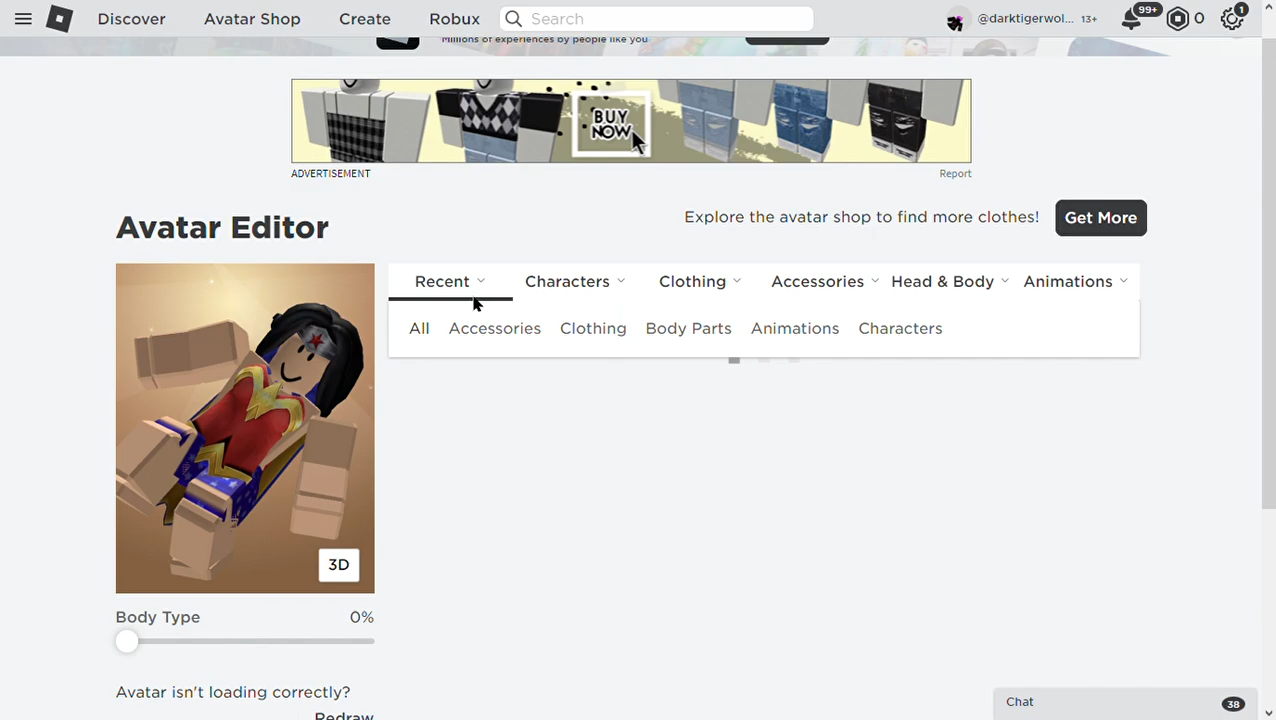 Discover Avatar Shop Create Robux Search @darktigerwol... 13+ 99+ 0 1
Millions of experiences by people like you
BUY
NOW
ADVERTISEMENT Report
Avatar Editor Explore the avatar shop to find more clothes! Get More
Recent Characters Clothing Accessories Head & Body Animations
All Accessories Clothing Body Parts Animations Characters
3D
Body Type 0%
Avatar isn't loading correctly?
Redraw
Chat 38